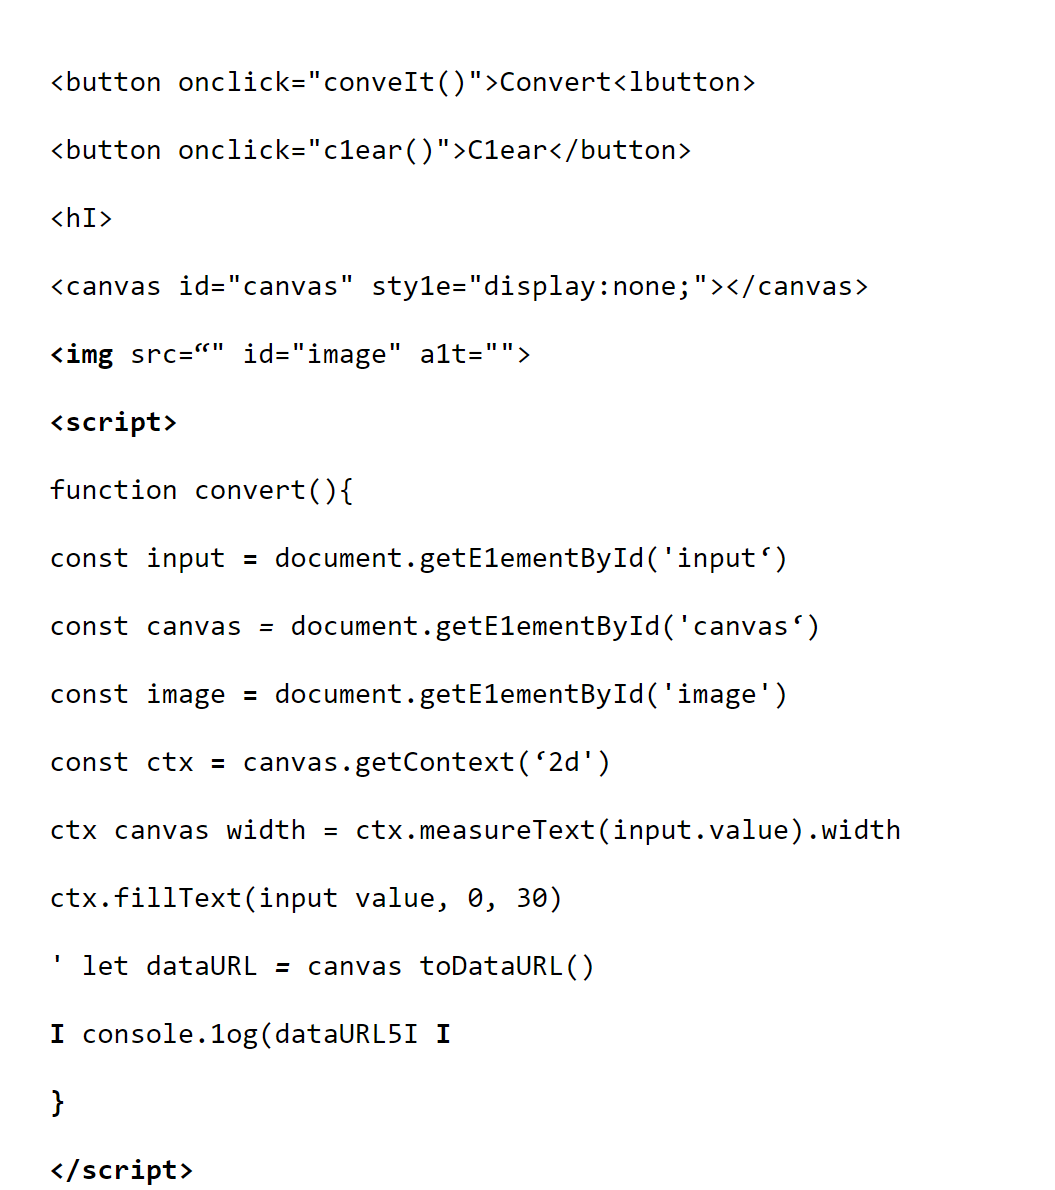 <button onclick="conveIt()">Convert<lbutton>
<button onclick="c1ear()">C1ear</button>
<hI>
<canvas id="canvas" sty1e="display:none;"></canvas>
<img src=“" id="image" a1t="">
<script>
function convert(){
const input = document.getE1ementById('input‘)
const canvas = document.getE1ementById('canvas‘)
const image = document.getE1ementById('image')
const ctx = canvas.getContext(‘2d')
ctx canvas width = ctx.measureText(input.value).width
ctx.fillText(input value, 0, 30)
' let dataURL = canvas toDataURL()
I console.1og(dataURL5I I
}
</script>